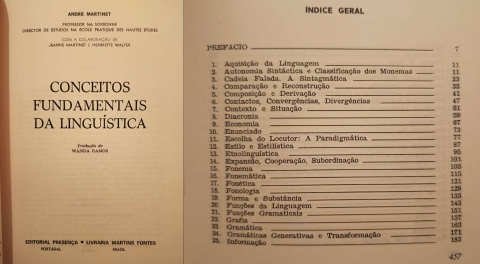 ANDRÉ MARTINET
PROFESSOR NA SORBONNE
DIRECTOR DE ESTUDOS NA ÉCOLE PRATIQUE DES HAUTES ÉTUDES
COM A COLABORAÇÃO DE
JEANNE MARTINET / HENRIETTE WALTER
CONCEITOS
FUNDAMENTAIS
DA LINGUÍSTICA
Tradução de
WANDA RAMOS
EDITORIAL PRESENÇA • LIVRARIA MARTINS FONTES
PORTUGAL BRASIL
ÍNDICE GERAL
PREFÁCIO 7
1. Aquisição da Linguagem 11
2. Autonomia Sintáctica e Classificação dos Monemas 11
3. Cadeia Falada. A Sintagmática 23
4. Comparação e Reconstrução 33
5. Composição e Derivação 41
6. Contactos, Convergências, Divergências 47
7. Contexto e Situação 51
8. Diacronia 59
9. Economia 67
10. Enunciado 73
11. Escolha do Locutor: A Paradigmática 77
12. Estilo e Estilística 87
13. Etnolinguística 95
14. Expansão, Cooperação, Subordinação 101
15. Fonema 105
16. Fonemática 115
17. Fonética 121
18. Fonologia 129
19. Forma e Substância 135
20. Funções da Linguagem 143
21. Funções Gramaticais 151
22. Grafia 157
23. Gramática 163
24. Gramáticas Generativas e Transformação 171
25. Informação 183
457